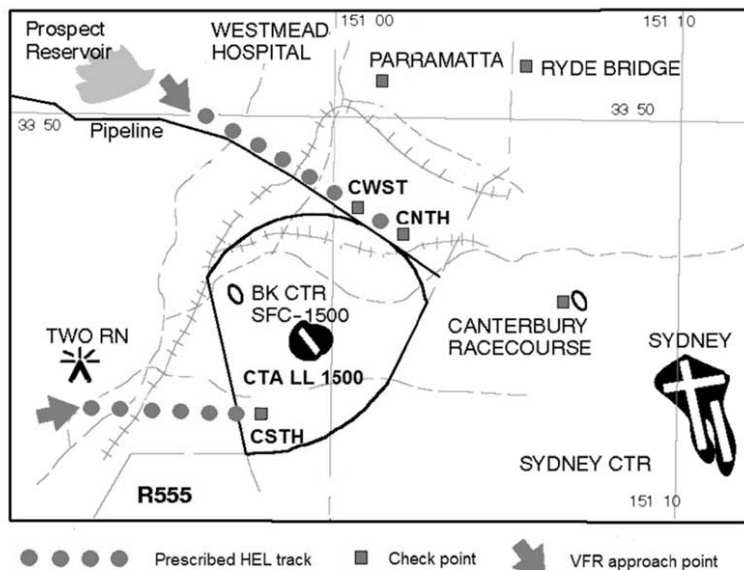 Prospect
Reservoir
WESTMEAD
HOSPITAL
151 00
151 10
PARRAMATTA
RYDE BRIDGE
33 50
Pipeline
33 50
CWST
CNTH
BK CTR
SFC-1500
TWO RN
CANTERBURY
RACECOURSE
SYDNEY
CTA LL 1500
CSTH
SYDNEY CTR
R555
151 10
Prescribed HEL track
Check point
VFR approach point